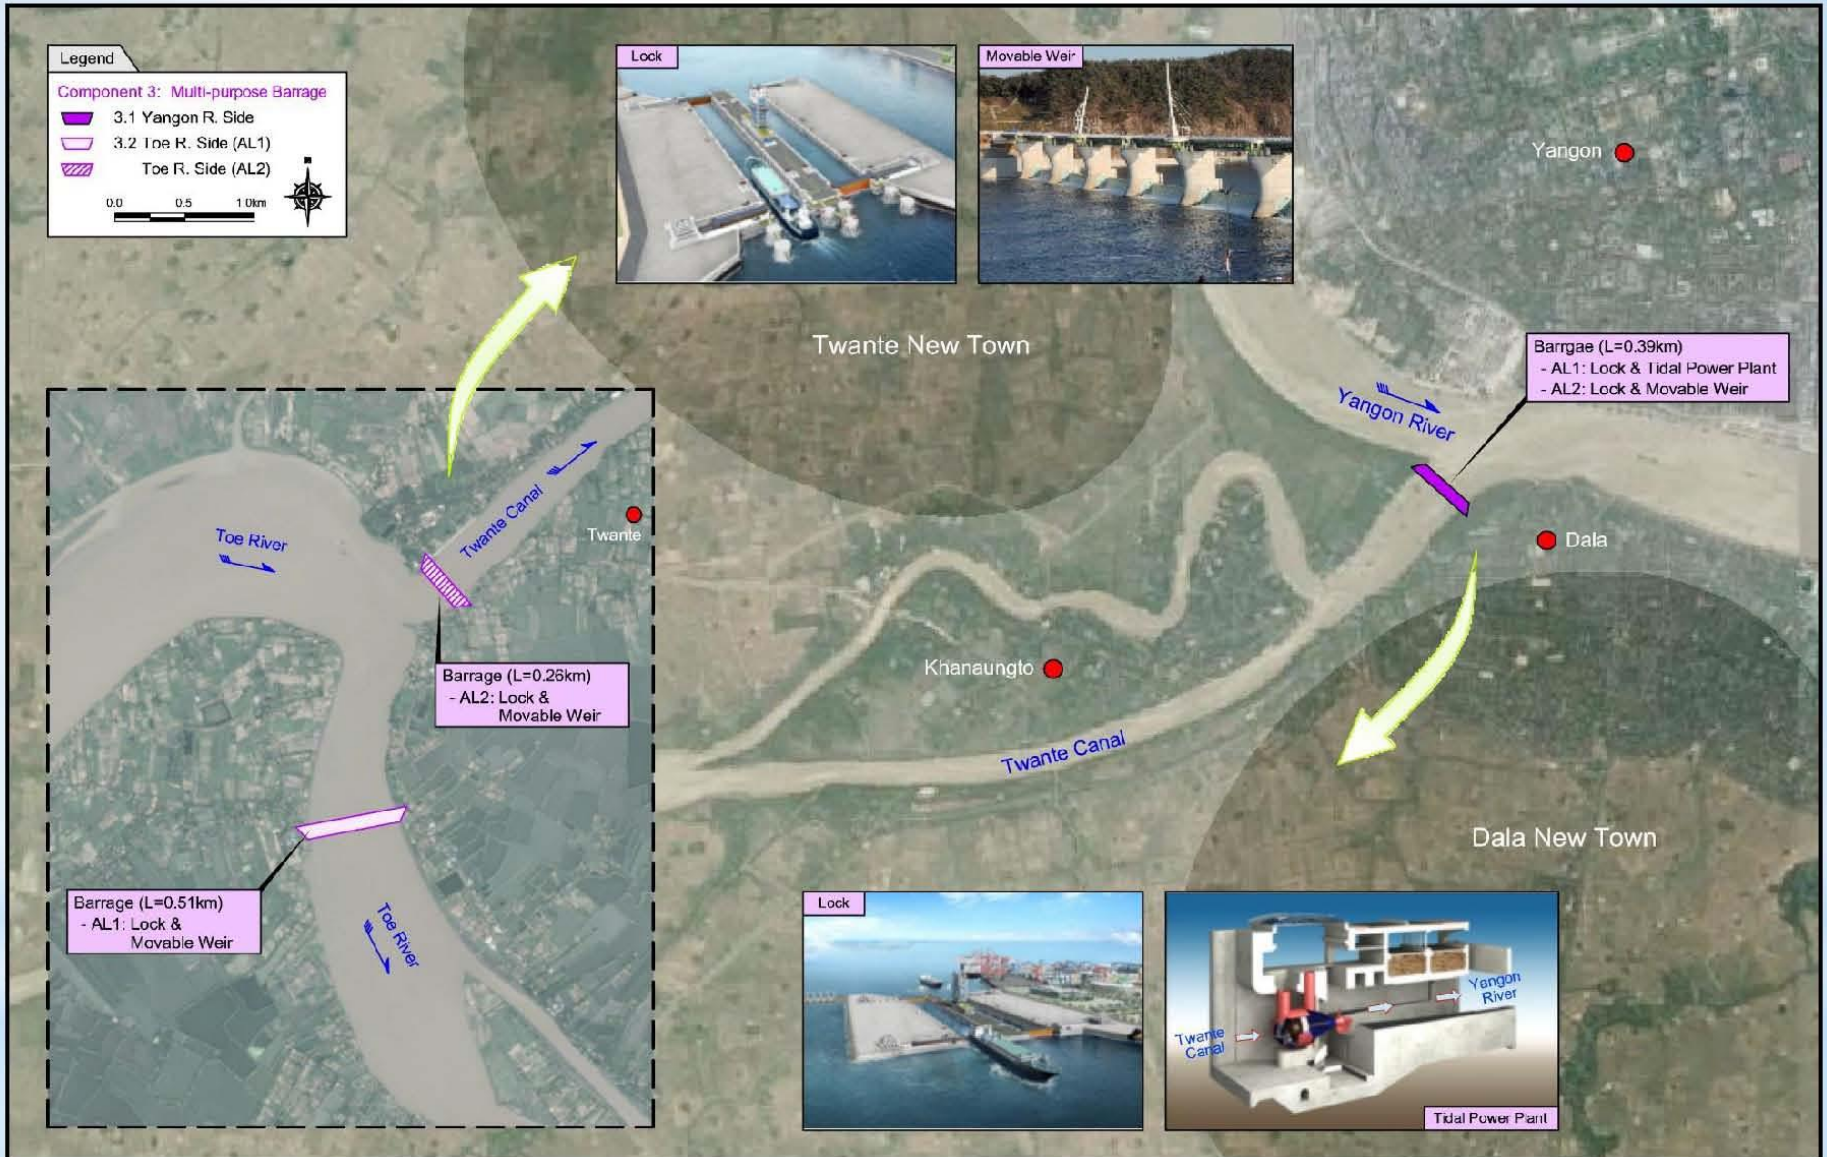 Legend
Component 3: Multi-purpose Barrage
3.1 Yangon R. Side
3.2 Toe R. Side (AL1)
Toe R. Side (AL2)
0.0 0.5 1.0km
Lock
Movable Weir
Yangon
Twante New Town
Barrgae (L=0.39km)
- AL1: Lock & Tidal Power Plant
- AL2: Lock & Movable Weir
Yangon River
Dala
Toe River
Twante Canal
Twante
Barrage (L=0.26km)
- AL2: Lock &
Movable Weir
Khanaungto
Twante Canal
Dala New Town
Barrage (L=0.51km)
- AL1: Lock &
Movable Weir
Toe River
Lock
Yangon
River
Twante
Canal
Tidal Power Plant